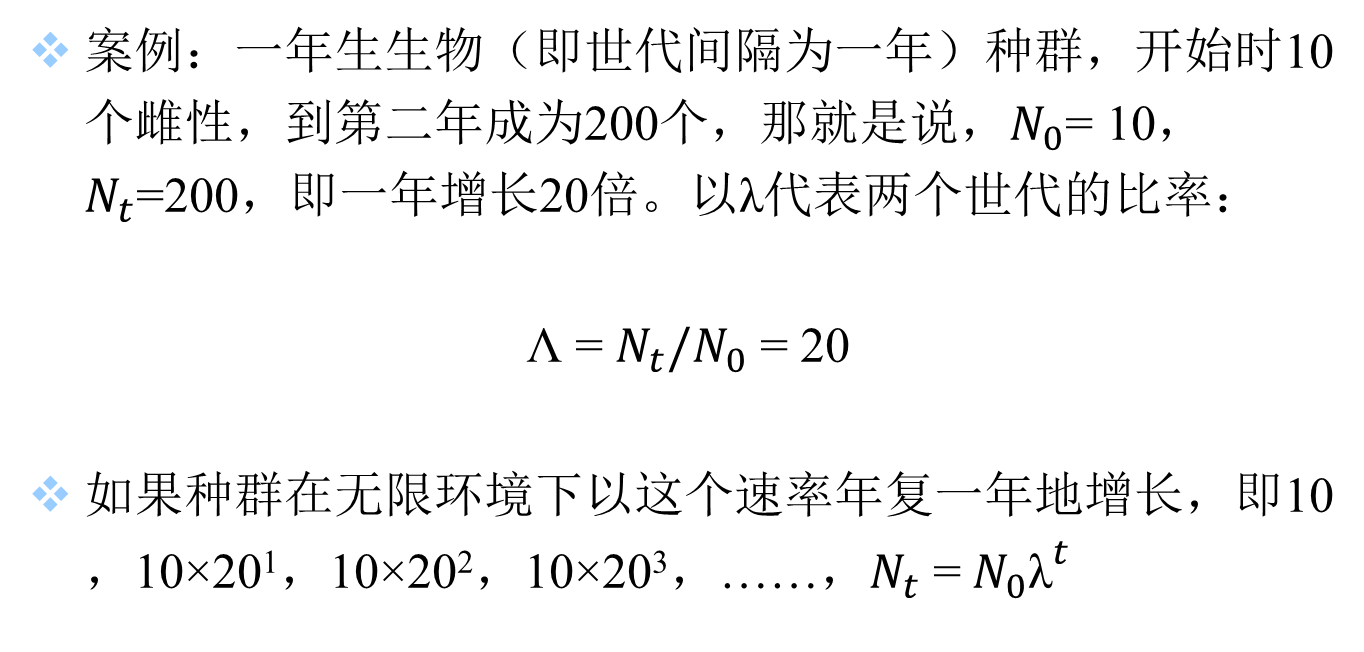 ❖ 案例：一年生生物（即世代间隔为一年）种群，开始时10
个雌性，到第二年成为200个，那就是说，N₀= 10，
Nₜ=200，即一年增长20倍。以λ代表两个世代的比率：
Λ = Nₜ/N₀ = 20
❖ 如果种群在无限环境下以这个速率年复一年地增长，即10
，10×20¹，10×20²，10×20³，……，Nₜ = N₀λᵗ